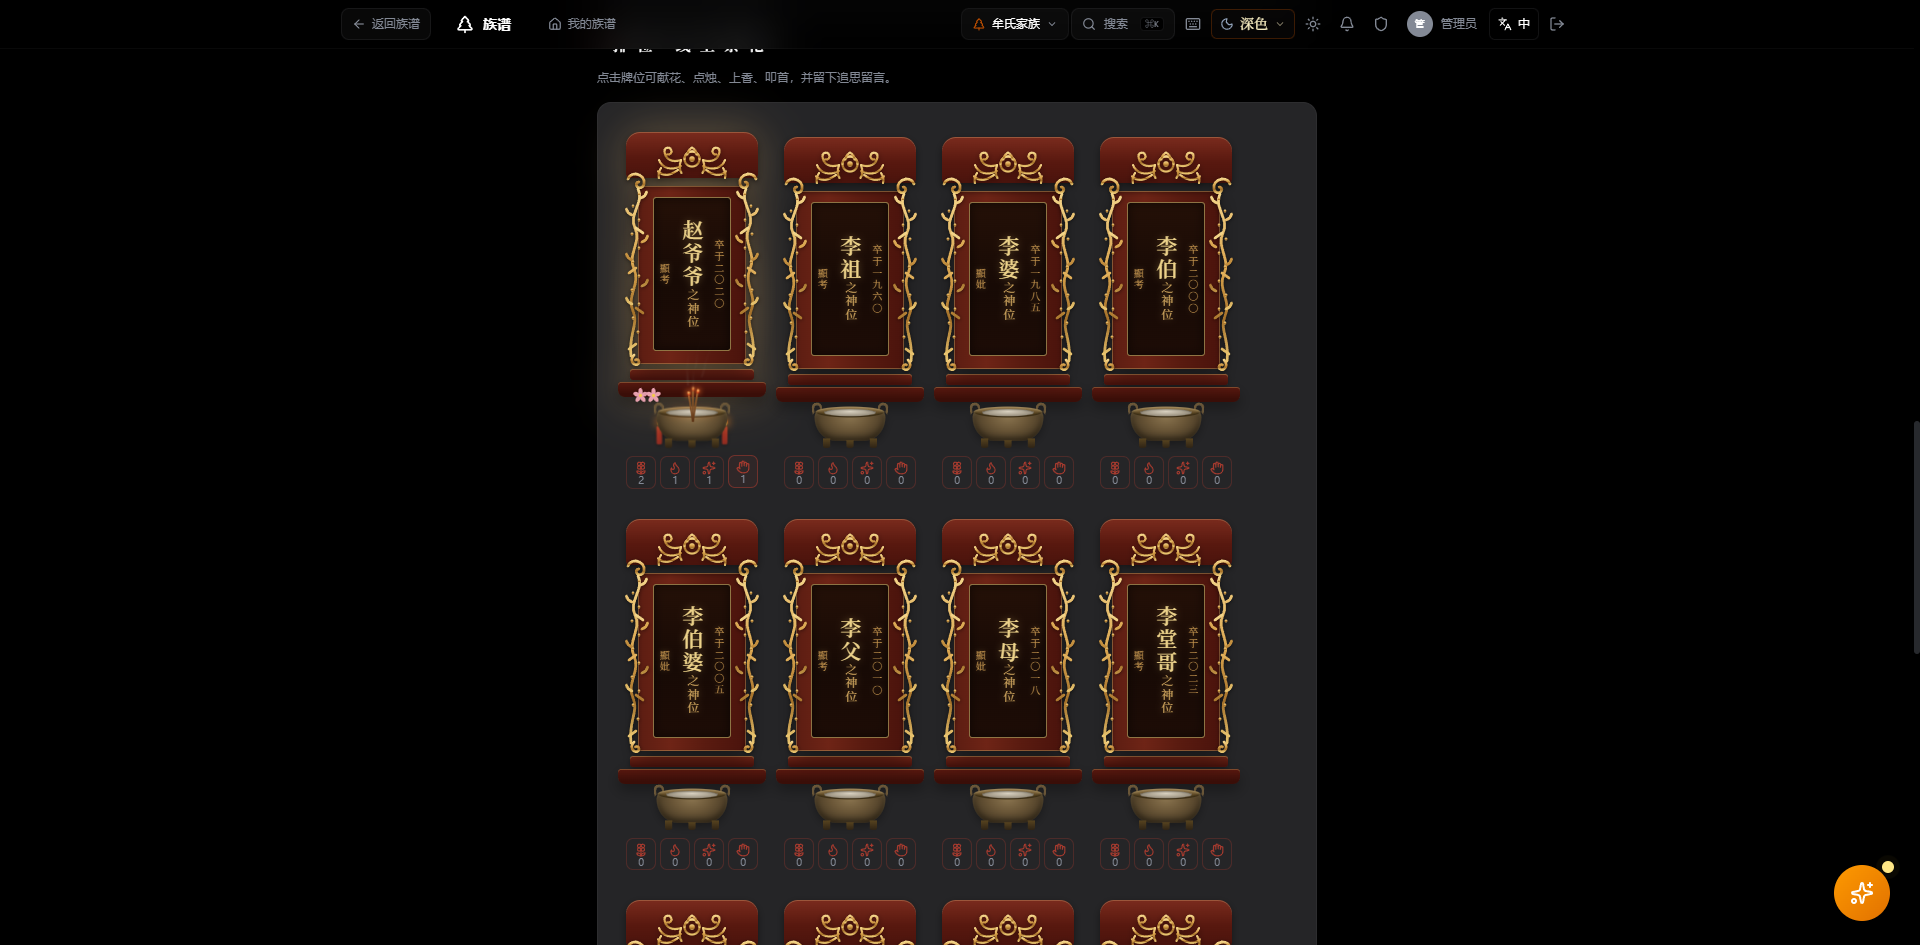 返回族谱
族谱
我的族谱
牟氏家族
搜索 ⌘K
深色
管
管理员
中
点击牌位可献花、点烛、上香、叩首，并留下追思留言。
卒于二〇二〇
赵爷爷之神位
顯考
卒于一九六〇
李祖之神位
顯考
卒于一九八五
李婆之神位
顯妣
卒于二〇〇〇
李伯之神位
顯考
2 1 1 1
0 0 0 0
0 0 0 0
0 0 0 0
卒于二〇〇五
李伯婆之神位
顯妣
卒于二〇一〇
李父之神位
顯考
卒于二〇一八
李母之神位
顯妣
卒于二〇二三
李堂哥之神位
顯考
0 0 0 0
0 0 0 0
0 0 0 0
0 0 0 0